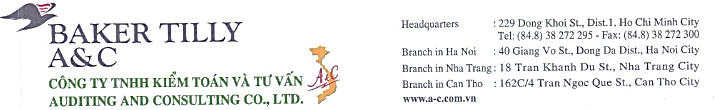 BAKER TILLY
A&C
CÔNG TY TNHH KIỂM TOÁN VÀ TƯ VẤN
AUDITING AND CONSULTING CO., LTD.
A&C
Headquarters : 229 Dong Khoi St., Dist.1, Ho Chi Minh City
Tel: (84.8) 38 272 295 - Fax: (84.8) 38 272 300
Branch in Ha Noi : 40 Giang Vo St., Dong Da Dist., Ha Noi City
Branch in Nha Trang : 18 Tran Khanh Du St., Nha Trang City
Branch in Can Tho : 162C/4 Tran Ngoc Que St., Can Tho City
www.a-c.com.vn